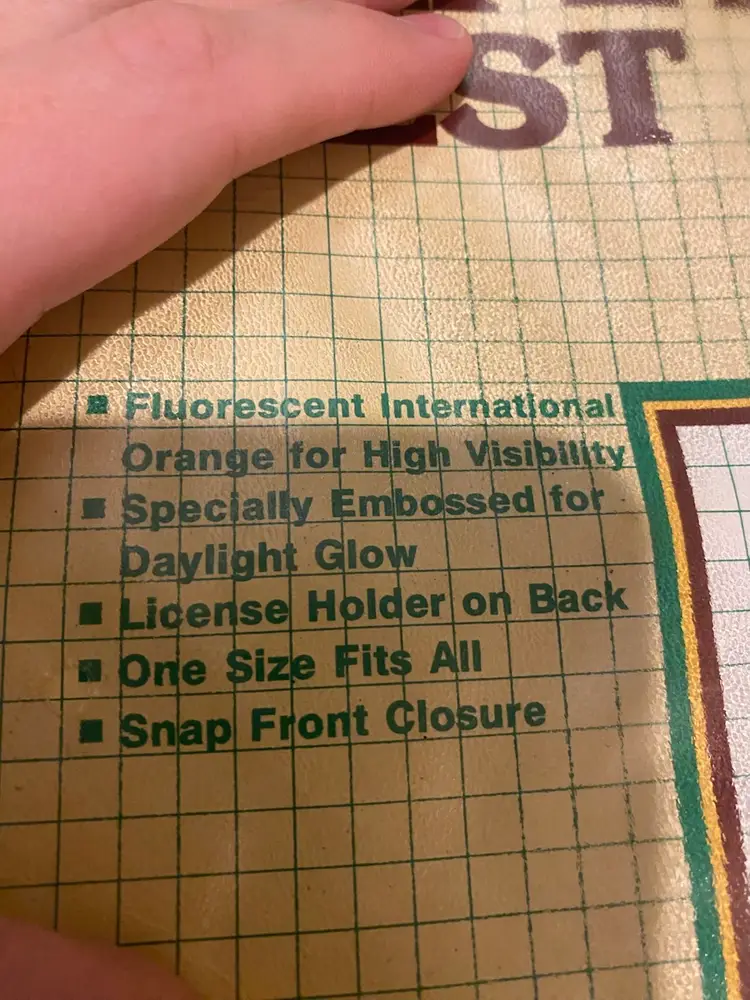 ST
■ Fluorescent International
Orange for High Visibility
■ Specially Embossed for
Daylight Glow
■ License Holder on Back
■ One Size Fits All
■ Snap Front Closure